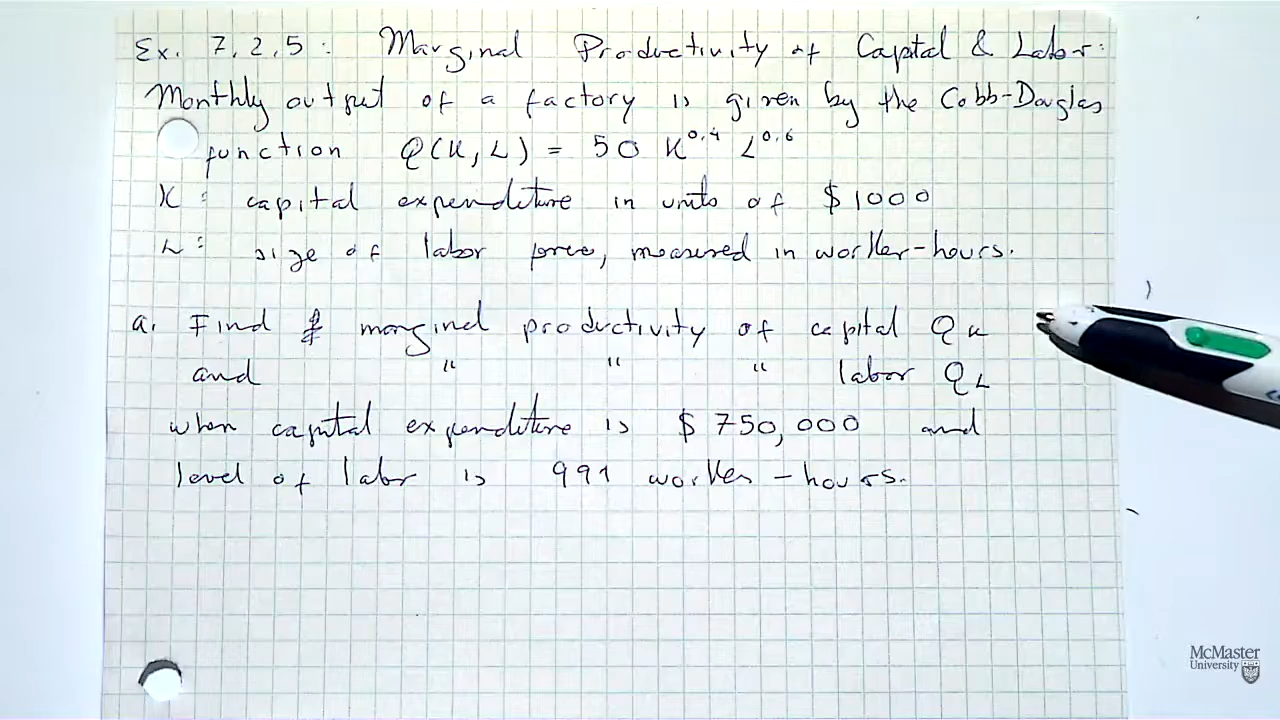 Ex. 7.2.5: Marginal Productivity of Capital & Labor:
Monthly output of a factory is given by the Cobb-Douglas
function Q(K, L) = 50 K^0.4 L^0.6
K: capital expenditure in units of $1000
L: size of labor force, measured in worker-hours.
a. Find marginal productivity of capital Q_K
and " " " labor Q_L
when capital expenditure is $750,000 and
level of labor is 991 worker-hours.
McMaster
University